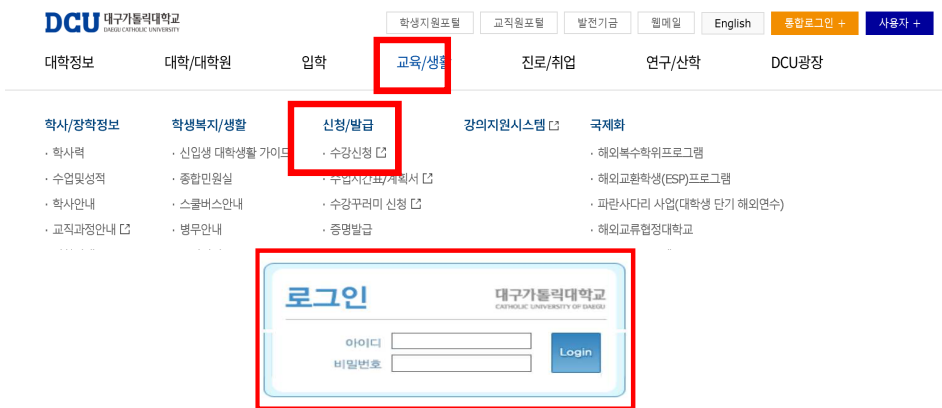 DCU 대구가톨릭대학교
DAEGU CATHOLIC UNIVERSITY
학생지원포털 교직원포털 발전기금 웹메일 English 통합로그인 + 사용자 +
대학정보 대학/대학원 입학 교육/생활 진로/취업 연구/산학 DCU광장
학사/장학정보 학생복지/생활 신청/발급 강의지원시스템 국제화
· 학사력 · 신입생 대학생활 가이드 · 수강신청 · 해외복수학위프로그램
· 수업및성적 · 종합민원실 · 수업시간표/계획서 · 해외교환학생(ESP)프로그램
· 학사안내 · 스쿨버스안내 · 수강꾸러미 신청 · 파란사다리 사업(대학생 단기 해외연수)
· 교직과정안내 · 병무안내 · 증명발급 · 해외교류협정대학교
로그인 대구가톨릭대학교
CATHOLIC UNIVERSITY OF DAEGU
아이디
비밀번호
Login